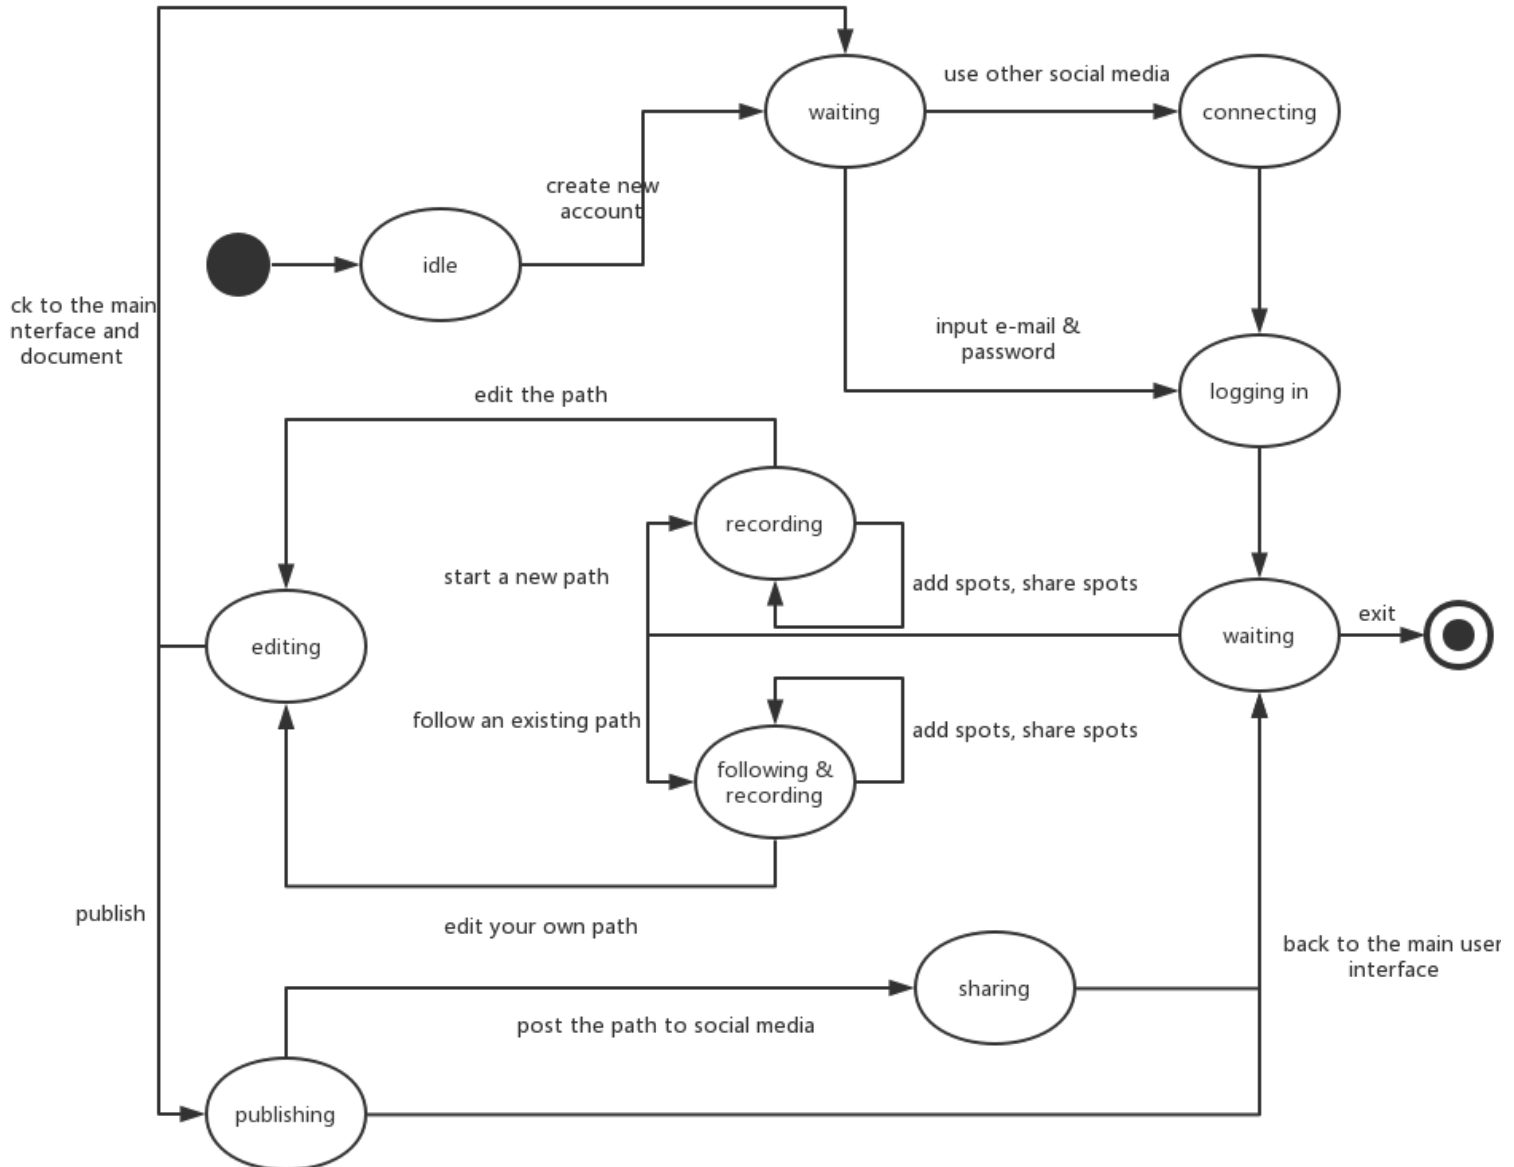 use other social media
waiting
connecting
create new
account
idle
ck to the main
nterface and
document
input e-mail &
password
logging in
edit the path
recording
start a new path
add spots, share spots
editing
waiting
exit
follow an existing path
add spots, share spots
following &
recording
publish
edit your own path
back to the main user
interface
sharing
post the path to social media
publishing